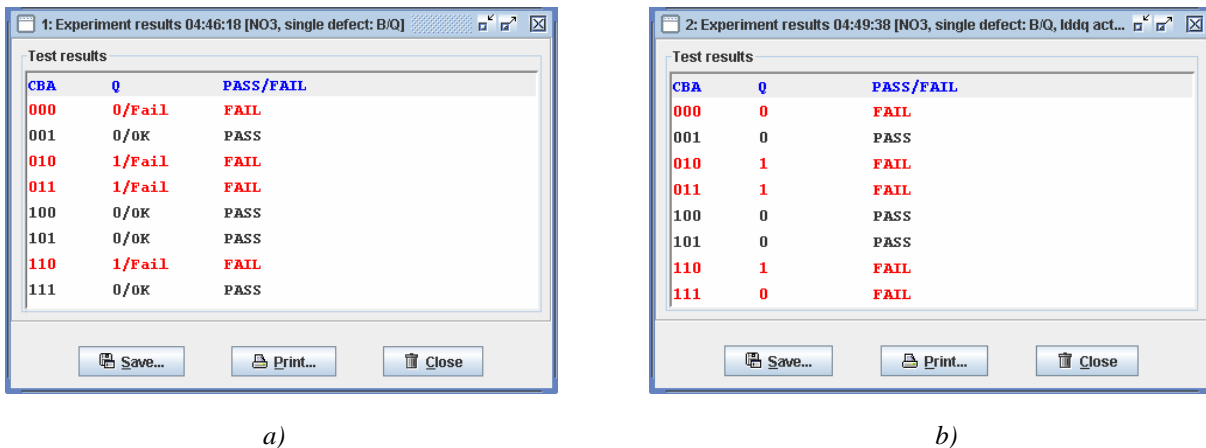 1: Experiment results 04:46:18 [NO3, single defect: B/Q]
Test results
CBA Q PASS/FAIL
000 0/Fail FAIL
001 0/OK PASS
010 1/Fail FAIL
011 1/Fail FAIL
100 0/OK PASS
101 0/OK PASS
110 1/Fail FAIL
111 0/OK PASS
Save... Print... Close
a)
2: Experiment results 04:49:38 [NO3, single defect: B/Q, Iddq act...
Test results
CBA Q PASS/FAIL
000 0 FAIL
001 0 PASS
010 1 FAIL
011 1 FAIL
100 0 PASS
101 0 PASS
110 1 FAIL
111 0 FAIL
Save... Print... Close
b)